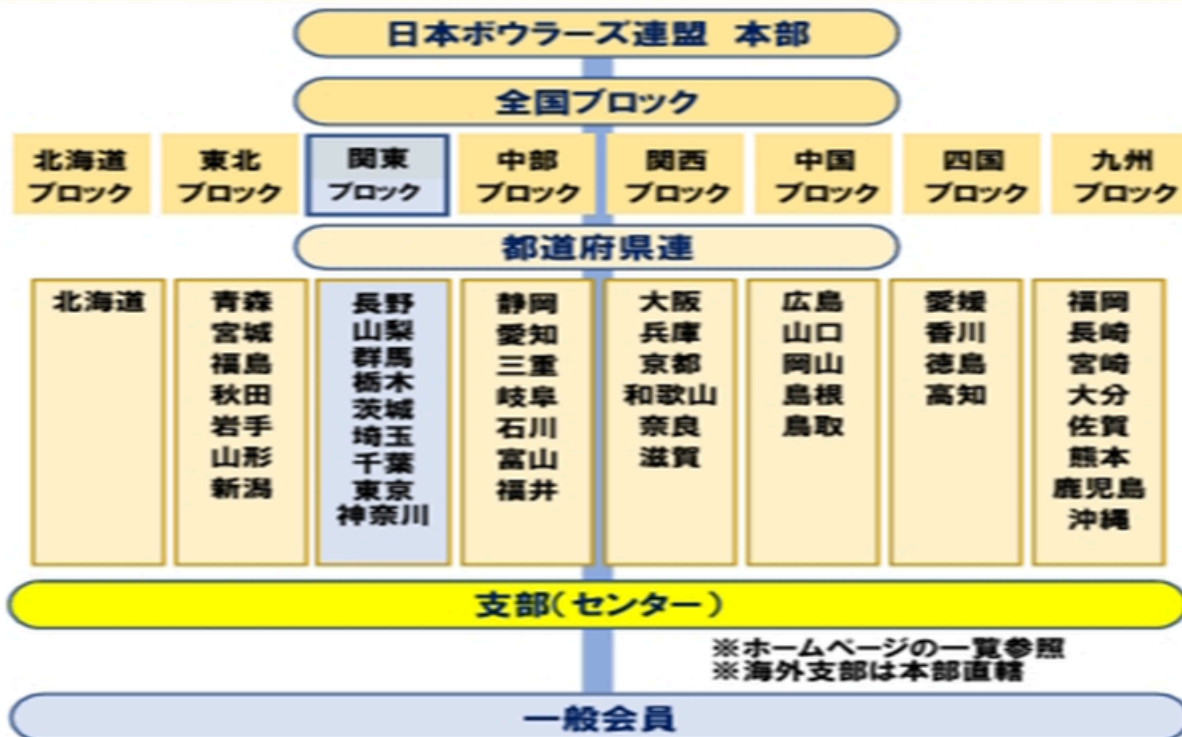 日本ボウラーズ連盟 本部
全国ブロック
北海道
ブロック
東北
ブロック
関東
ブロック
中部
ブロック
関西
ブロック
中国
ブロック
四国
ブロック
九州
ブロック
都道府県連
北海道
青森
宮城
福島
秋田
岩手
山形
新潟
長野
山梨
群馬
栃木
茨城
埼玉
千葉
東京
神奈川
静岡
愛知
三重
岐阜
石川
富山
福井
大阪
兵庫
京都
和歌山
奈良
滋賀
広島
山口
岡山
島根
鳥取
愛媛
香川
徳島
高知
福岡
長崎
宮崎
大分
佐賀
熊本
鹿児島
沖縄
支部(センター)
※ホームページの一覧参照
※海外支部は本部直轄
一般会員